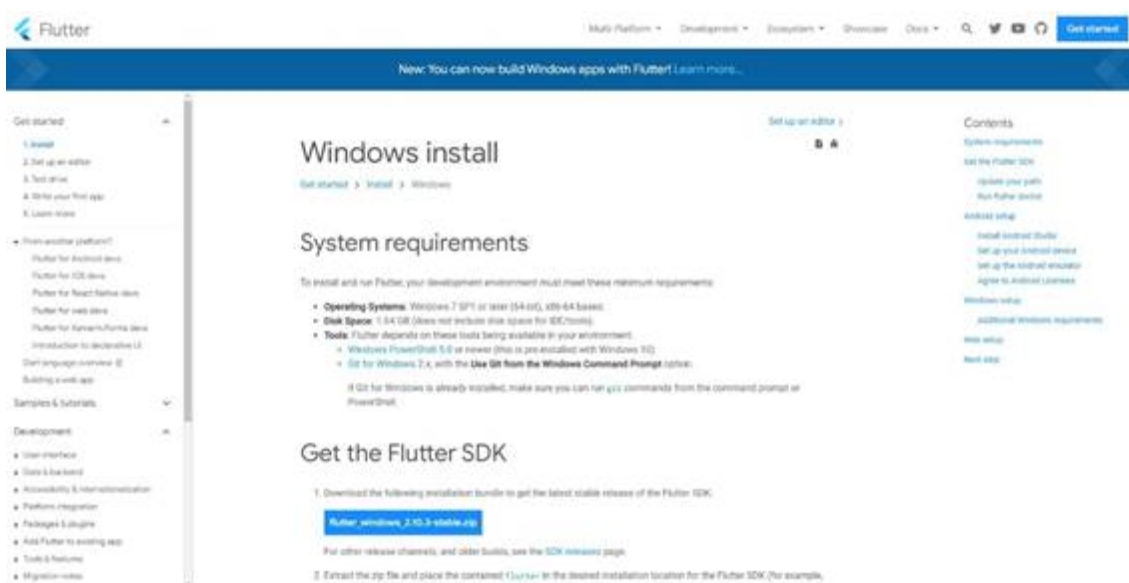 Flutter
Multi-Platform Development Ecosystem Showcase Docs Get started
New: You can now build Windows apps with Flutter! Learn more...
Get started
1. Install
2. Set up an editor
3. Test drive
4. Write your first app
5. Learn more
From another platform?
Flutter for Android devs
Flutter for iOS devs
Flutter for React Native devs
Flutter for web devs
Flutter for Xamarin.Forms devs
Introduction to declarative UI
Dart language overview
Building a web app
Samples & tutorials
Development
User interface
Data & backend
Accessibility & internationalization
Platform integration
Packages & plugins
Add Flutter to existing app
Tools & features
Migration notes
Set up an editor
Windows install
Get started > Install > Windows
System requirements
To install and run Flutter, your development environment must meet these minimum requirements:
Operating Systems: Windows 7 SP1 or later (64-bit), x86-64 based.
Disk Space: 1.64 GB (does not include disk space for IDE/tools).
Tools: Flutter depends on these tools being available in your environment.
Windows PowerShell 5.0 or newer (this is pre-installed with Windows 10)
Git for Windows 2.x, with the Use Git from the Windows Command Prompt option.
If Git for Windows is already installed, make sure you can run git commands from the command prompt or
PowerShell.
Get the Flutter SDK
1. Download the following installation bundle to get the latest stable release of the Flutter SDK:
flutter_windows_2.10.3-stable.zip
For other release channels, and older builds, see the SDK releases page.
2. Extract the zip file and place the contained flutter in the desired installation location for the Flutter SDK (for example,
Contents
System requirements
Get the Flutter SDK
Update your path
Run flutter doctor
Android setup
Install Android Studio
Set up your Android device
Set up the Android emulator
Agree to Android Licenses
Windows setup
Additional Windows requirements
Web setup
Next step